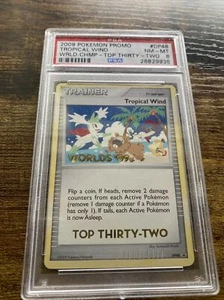 2009 POKEMON PROMO #DP48
TROPICAL WIND NM-MT
WRLD.CHMP - TOP THIRTY-TWO 8
PSA 26829935
TRAINER
Tropical Wind
WORLDS
Flip a coin. If heads, remove 2 damage
counters from each Active Pokémon
(remove 1 damage counter if a Pokémon
has only 1). If tails, each Active Pokémon
is now Asleep.
TOP THIRTY-TWO